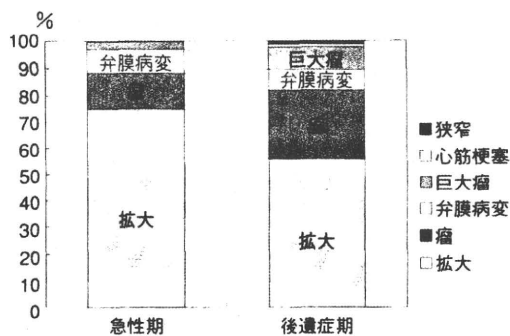 %
100
90
80
70
60
50
40
30
20
10
0
弁膜病変
拡大
急性期
巨大瘤
弁膜病変
拡大
後遺症期
狭窄
心筋梗塞
巨大瘤
弁膜病変
瘤
拡大